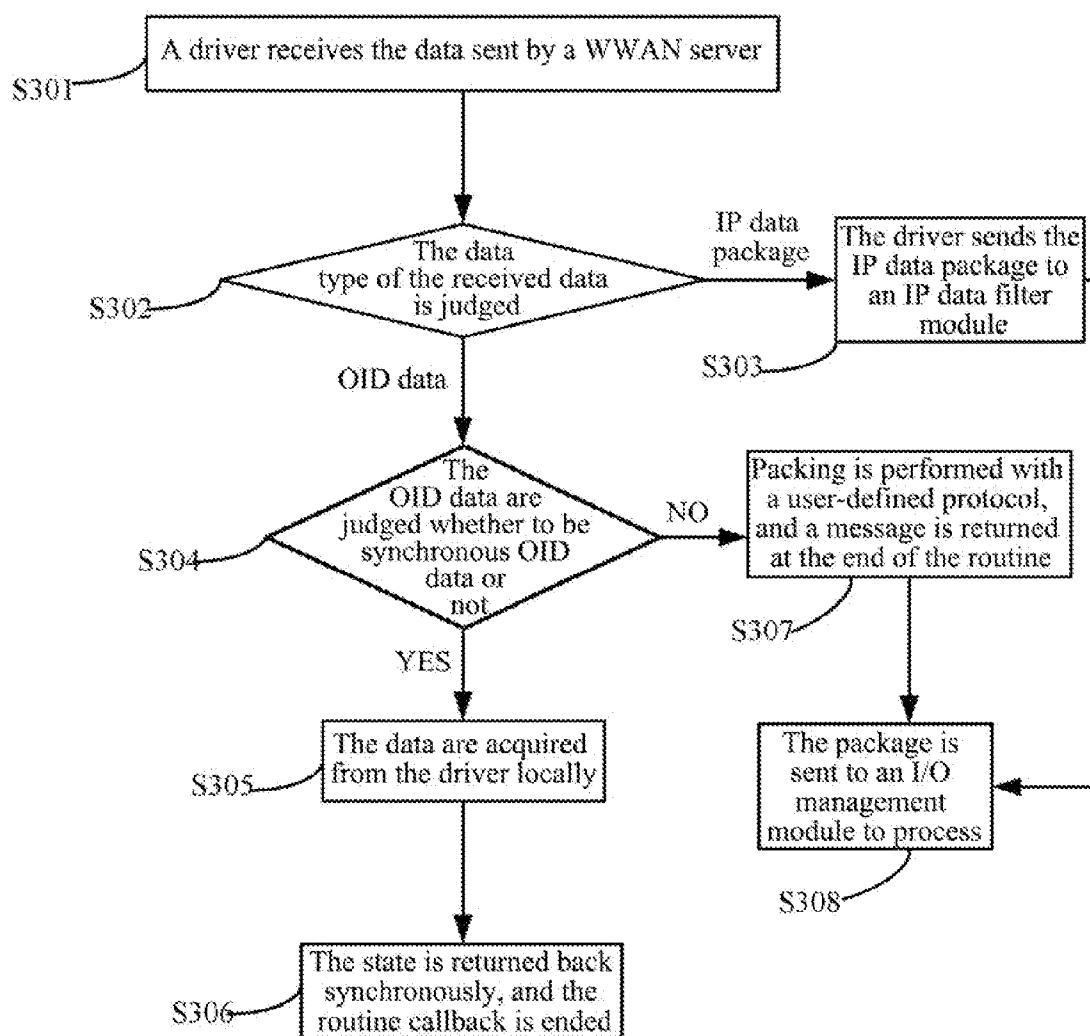 A driver receives the data sent by a WWAN server
S301
The data
type of the received data
is judged
S302
IP data
package
The driver sends the
IP data package to
an IP data filter
module
S303
OID data
The
OID data are
judged whether to be
synchronous OID
data or
not
S304
NO
Packing is performed with
a user-defined protocol,
and a message is returned
at the end of the routine
S307
YES
The data are acquired
from the driver locally
S305
The package is
sent to an I/O
management
module to process
S308
The state is returned back
synchronously, and the
routine callback is ended
S306